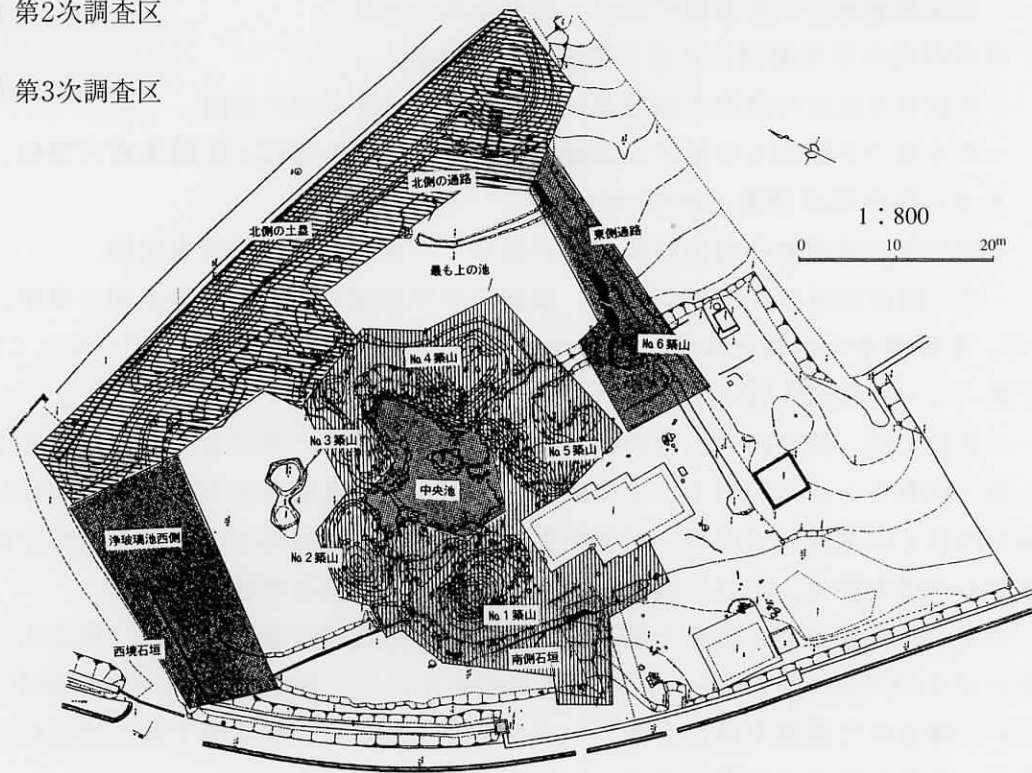 第2次調査区
第3次調査区
北側の通路
北側の土塁
東側通路
1：800
0 10 20m
最も上の池
No.4築山
No.6築山
No.3築山
No.5築山
中央池
浄玻璃池西側
No.2築山
No.1築山
西境石垣
南側石垣